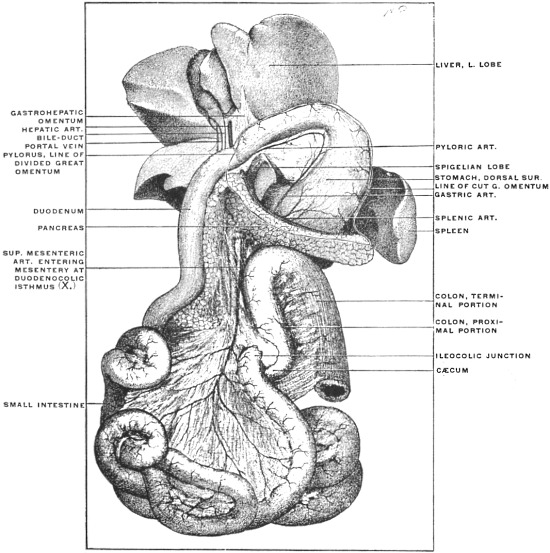 GASTROHEPATIC
OMENTUM
HEPATIC ART.
BILE-DUCT
PORTAL VEIN
PYLORUS, LINE OF
DIVIDED GREAT
OMENTUM
DUODENUM
PANCREAS
SUP. MESENTERIC
ART. ENTERING
MESENTERY AT
DUODENOCOLIC
ISTHMUS (X.)
SMALL INTESTINE
LIVER, L. LOBE
PYLORIC ART.
SPIGELIAN LOBE
STOMACH, DORSAL SUR.
LINE OF CUT G. OMENTUM
GASTRIC ART.
SPLENIC ART.
SPLEEN
COLON, TERMI-
NAL PORTION
COLON, PROXI-
MAL PORTION
ILEOCOLIC JUNCTION
CÆCUM